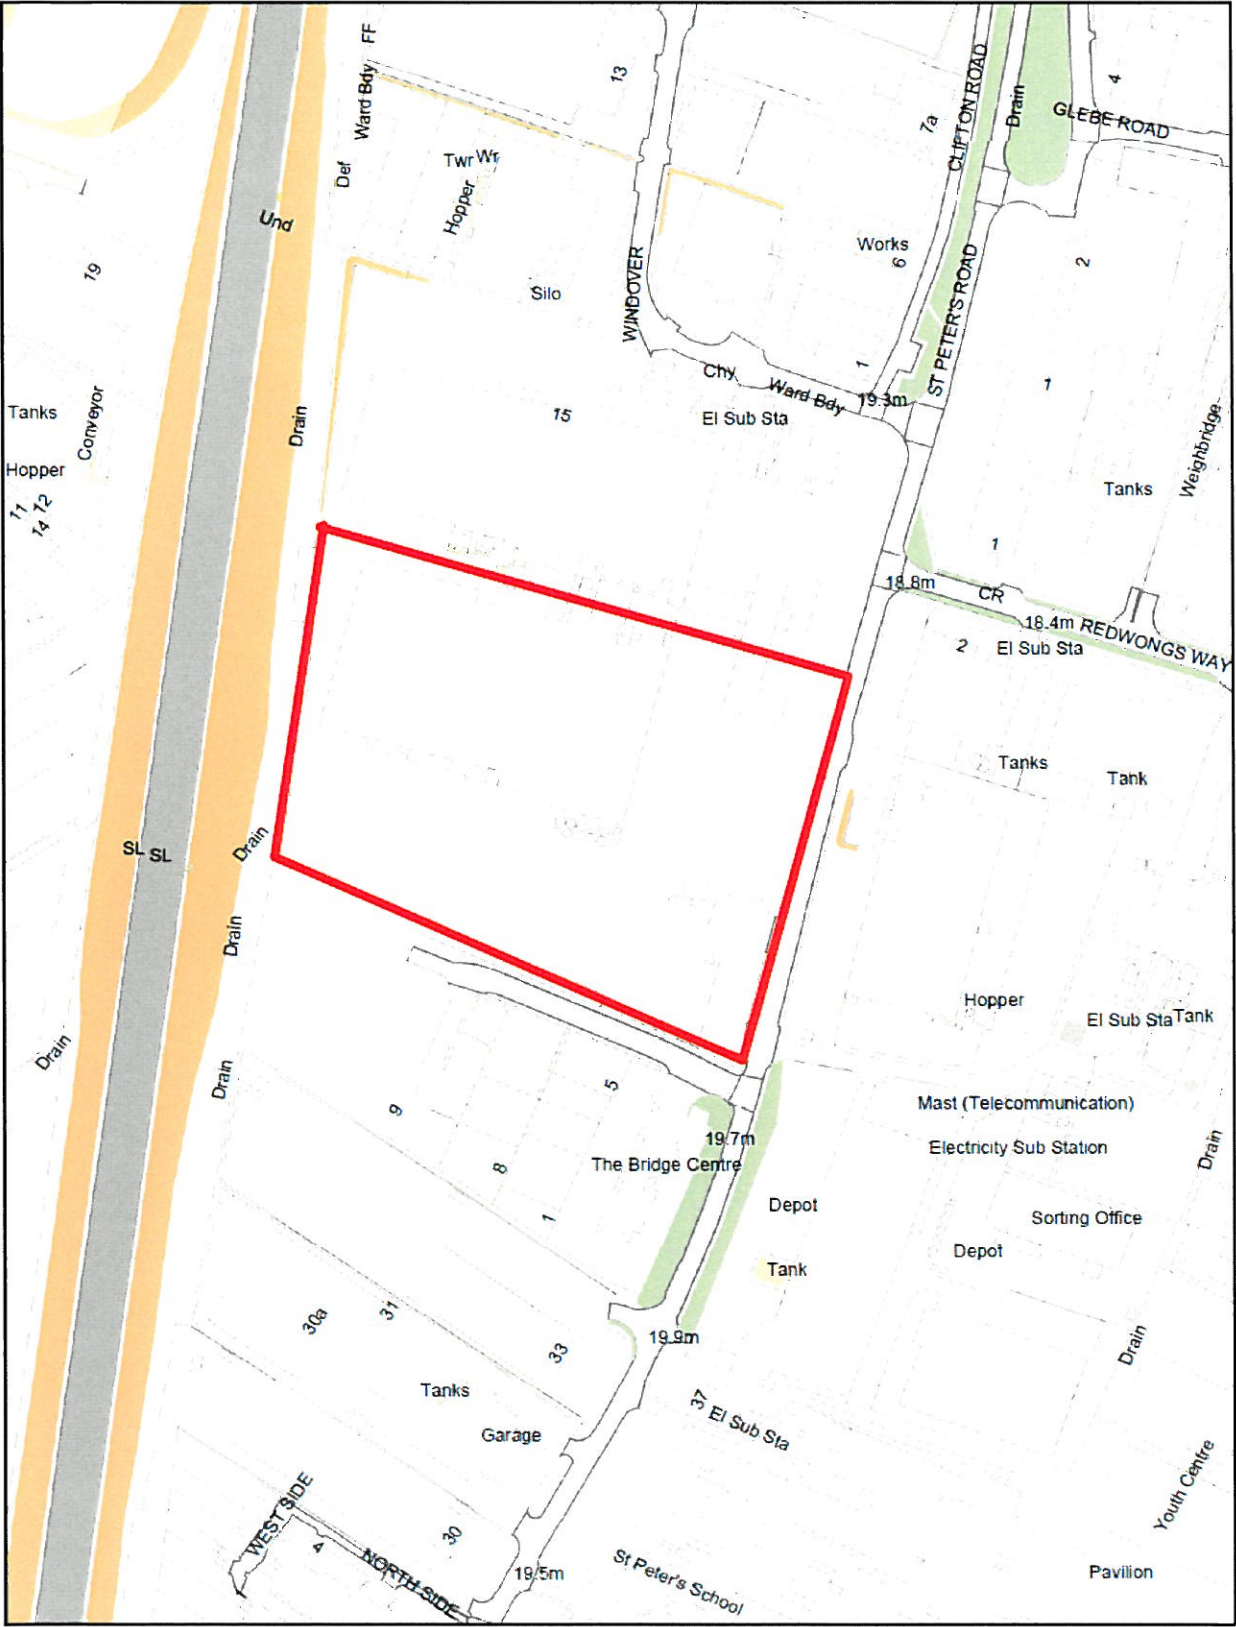 FF
Ward Bdy
Def
13
CLIFTON ROAD
Drain
4
GLEBE ROAD
7a
Twr Wr
Hopper
Und
19
Works
6
2
WINDOVER
ST PETER'S ROAD
Silo
Chy
Ward Bdy
1
19.3m
1
Tanks
Conveyor
Drain
15
El Sub Sta
Weighbridge
Hopper
11
12
14
Tanks
1
18.8m
CR
18.4m
REDWONGS WAY
2
El Sub Sta
Tanks
Tank
SL
SL
Drain
Drain
Hopper
El Sub Sta
Tank
Drain
Drain
5
9
Mast (Telecommunication)
19.7m
Electricity Sub Station
Drain
The Bridge Centre
8
1
Depot
Sorting Office
Depot
Tank
30a
31
33
19.9m
Drain
Tanks
37
El Sub Sta
Garage
WEST SIDE
30
4
NORTH SIDE
1
19.5m
St Peter's School
Youth Centre
Pavilion